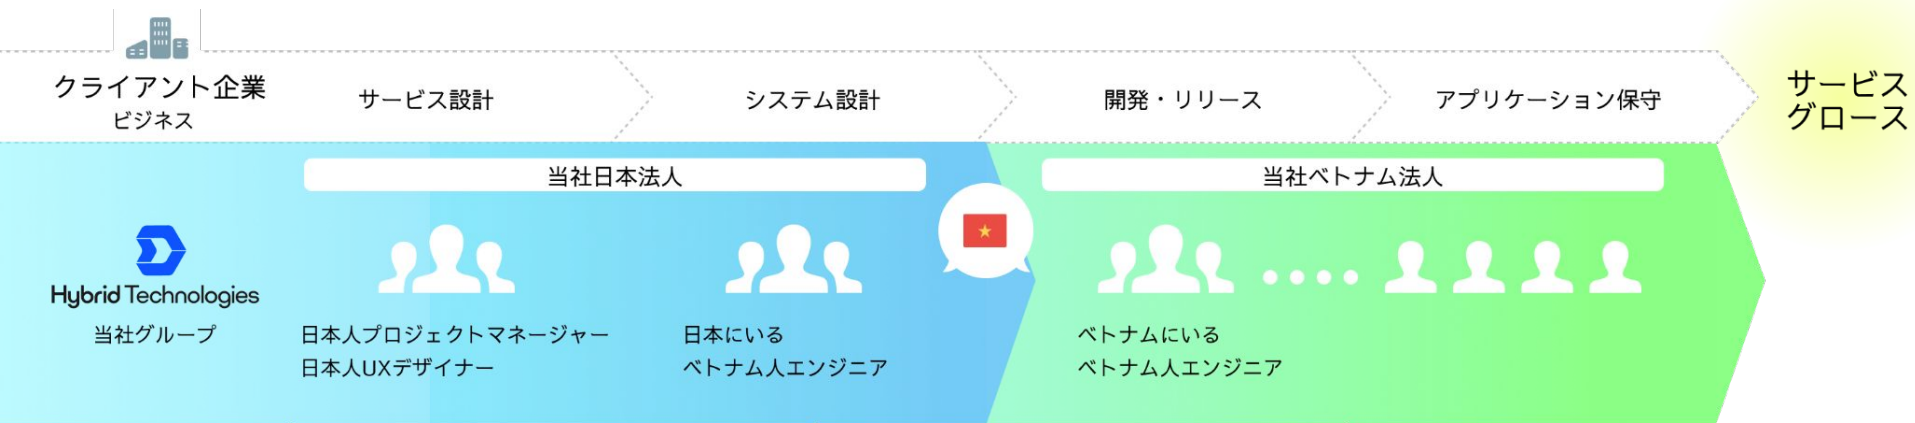 クライアント企業
ビジネス
サービス設計
システム設計
開発・リリース
アプリケーション保守
サービス
グロース
当社日本法人
当社ベトナム法人
Hybrid Technologies
当社グループ
日本人プロジェクトマネージャー
日本人UXデザイナー
日本にいる
ベトナム人エンジニア
ベトナムにいる
ベトナム人エンジニア